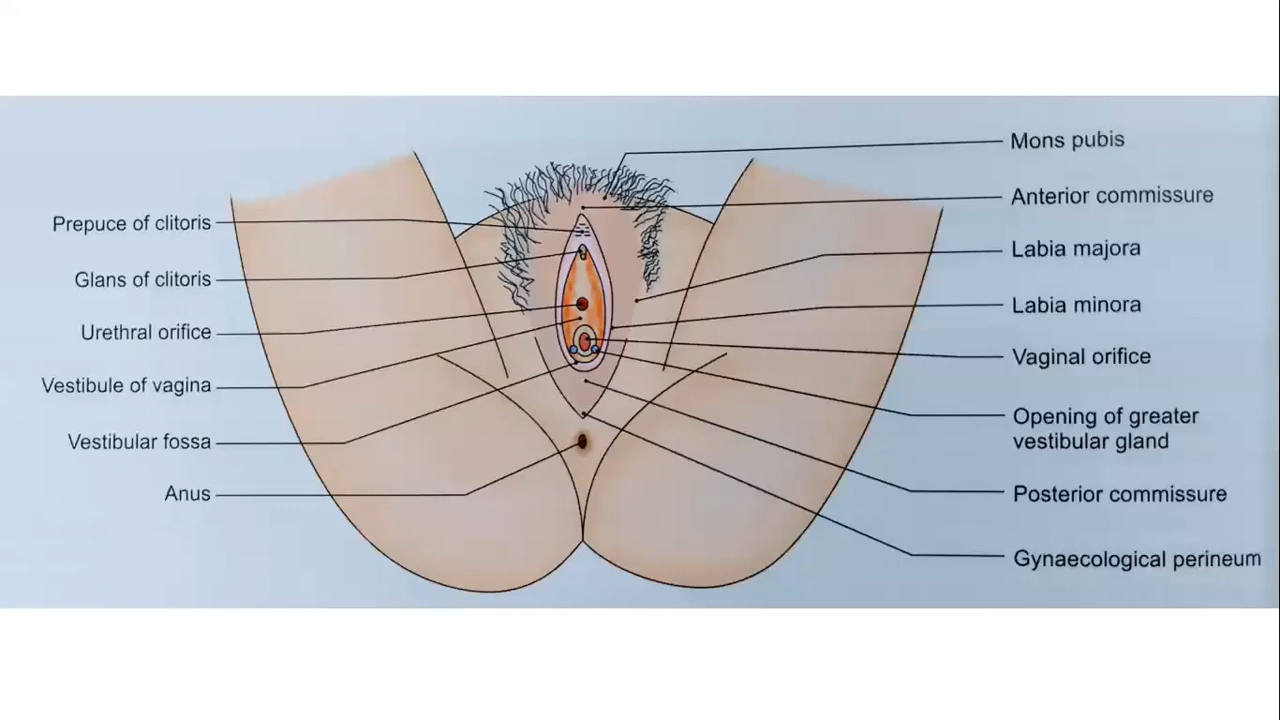 Prepuce of clitoris
Glans of clitoris
Urethral orifice
Vestibule of vagina
Vestibular fossa
Anus
Mons pubis
Anterior commissure
Labia majora
Labia minora
Vaginal orifice
Opening of greater
vestibular gland
Posterior commissure
Gynaecological perineum